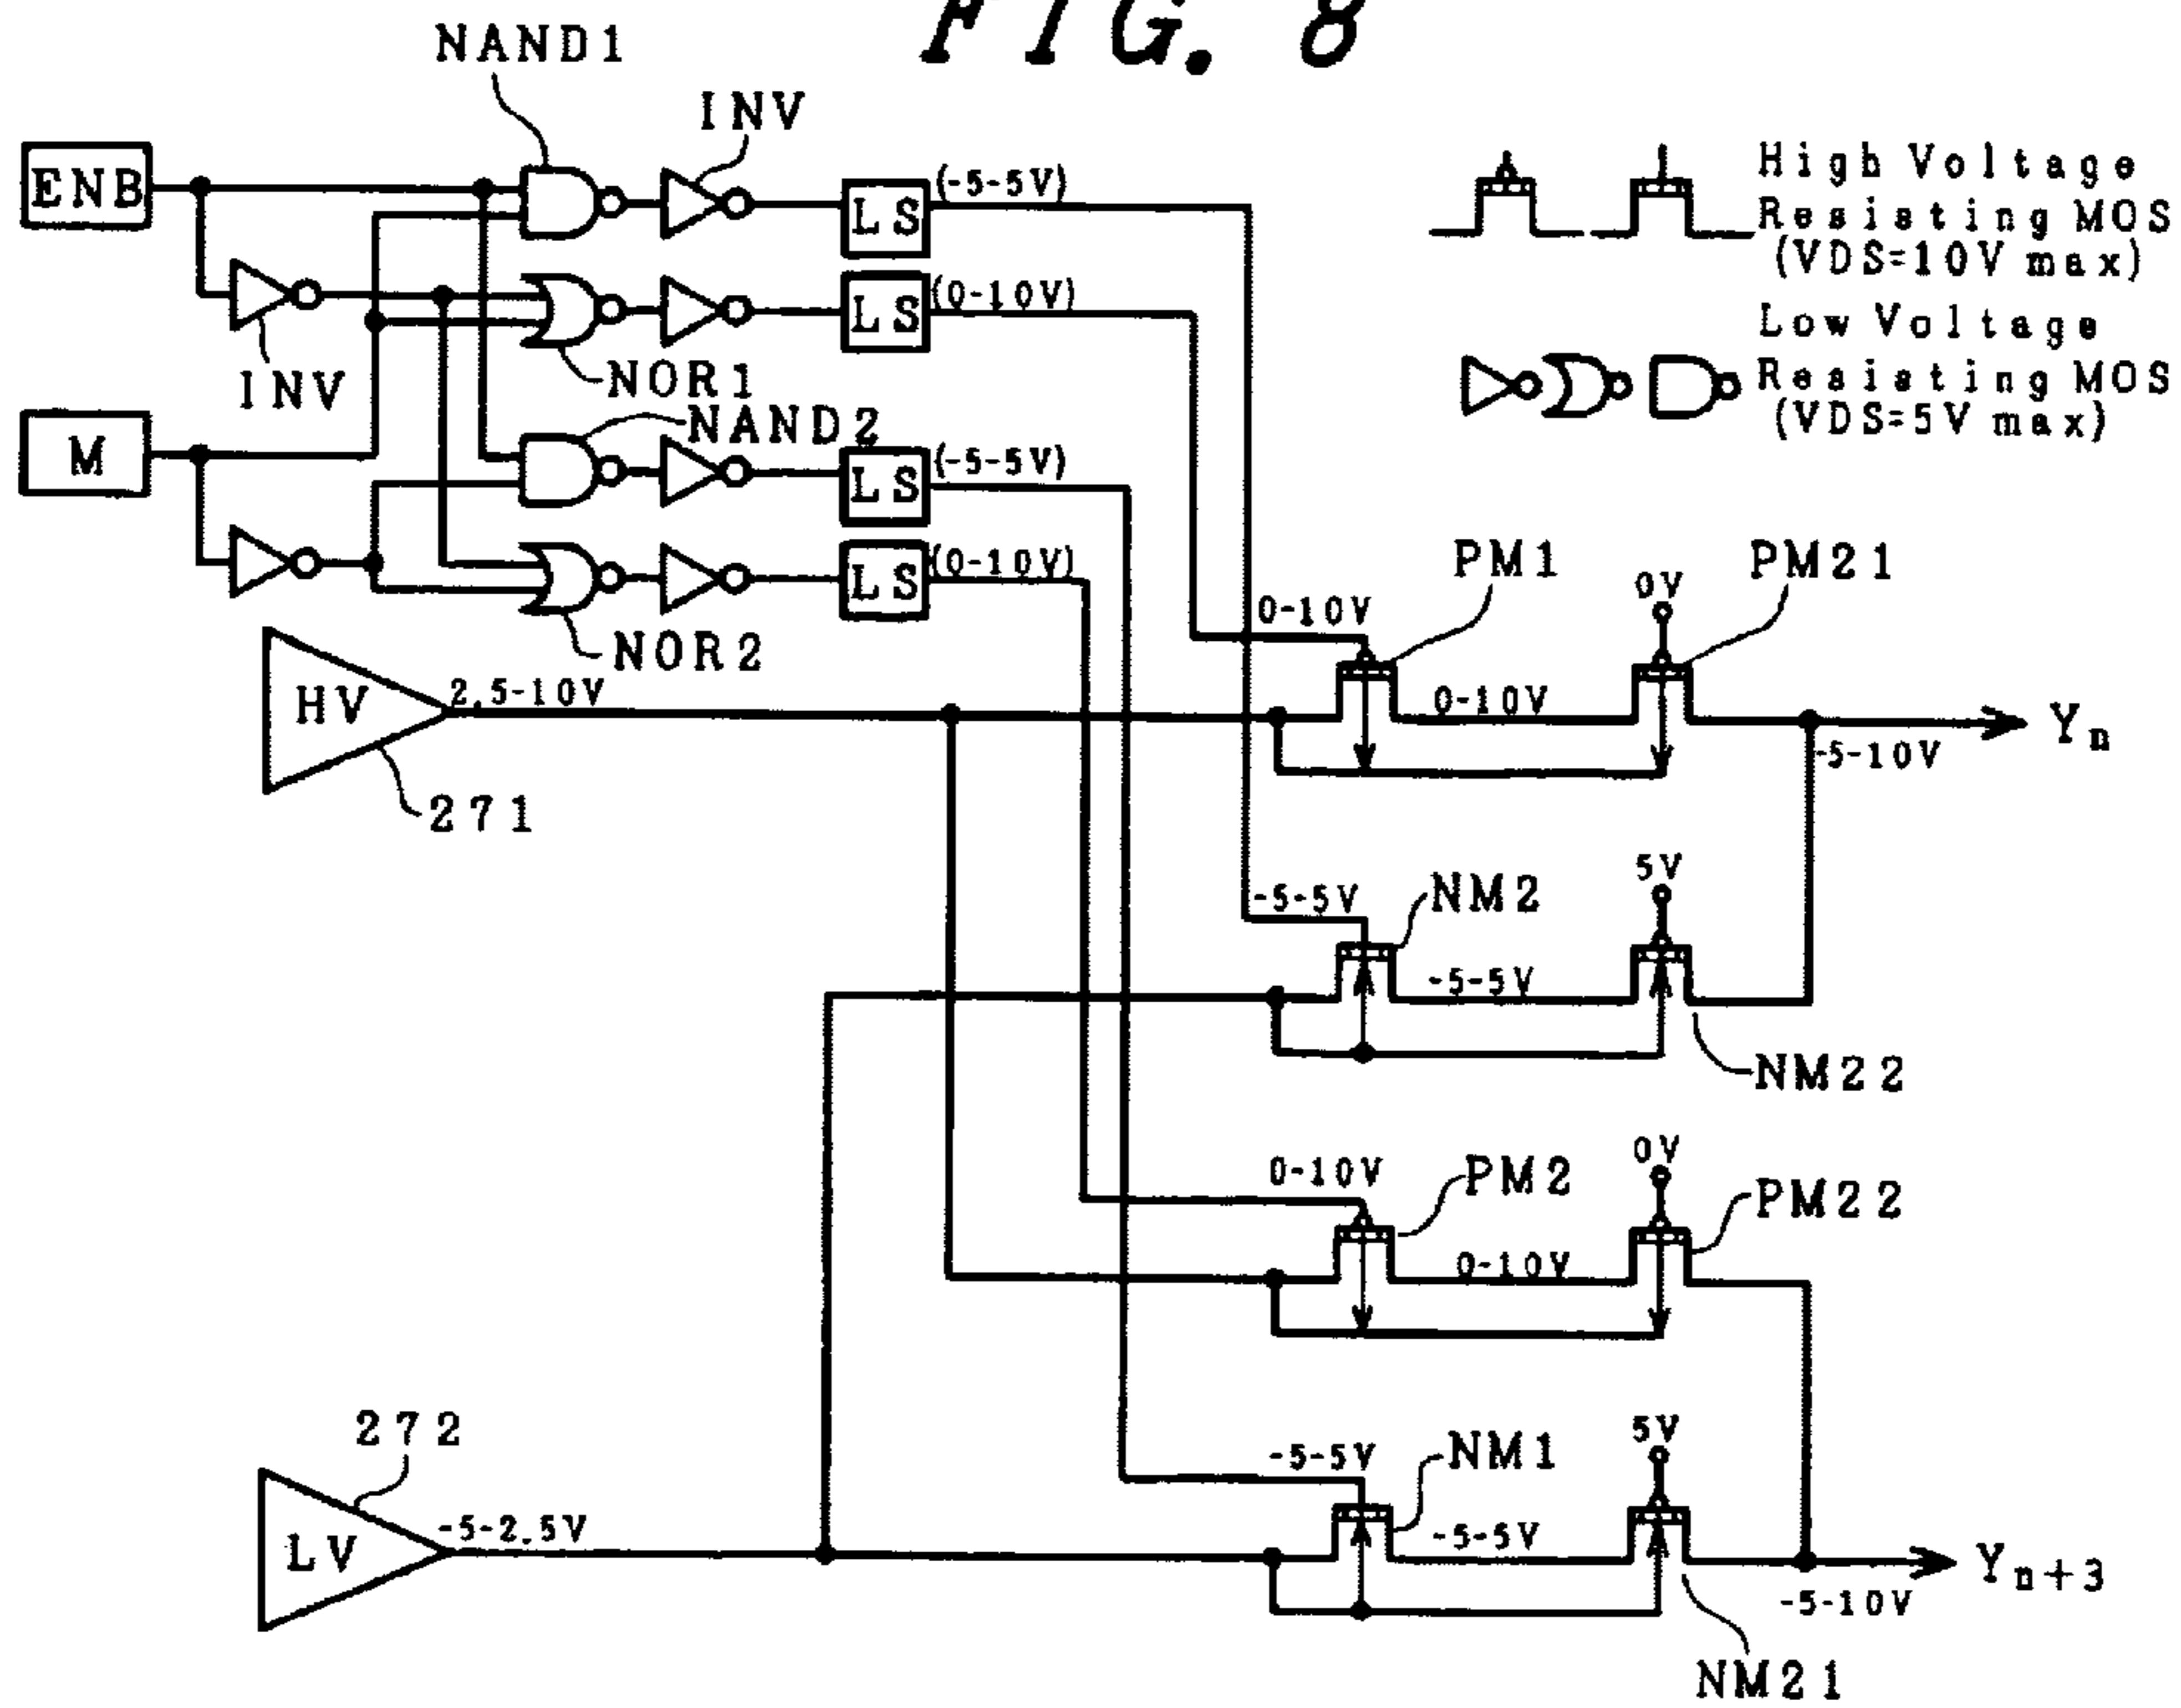 FIG. 8
NAND1
INV
ENB
LS
(-5-5V)
High Voltage
Resisting MOS
(VDS=10V max)
INV
LS
(0-10V)
NOR1
Low Voltage
Resisting MOS
(VDS=5V max)
M
NAND2
LS
(-5-5V)
LS
(0-10V)
NOR2
PM1
PM21
0V
0-10V
HV
2.5-10V
0-10V
Yn
-5-10V
271
5V
-5-5V
NM2
-5-5V
NM22
0V
0-10V
PM2
PM22
0-10V
272
5V
-5-5V
NM1
LV
-5-2.5V
-5-5V
Yn+3
-5-10V
NM21